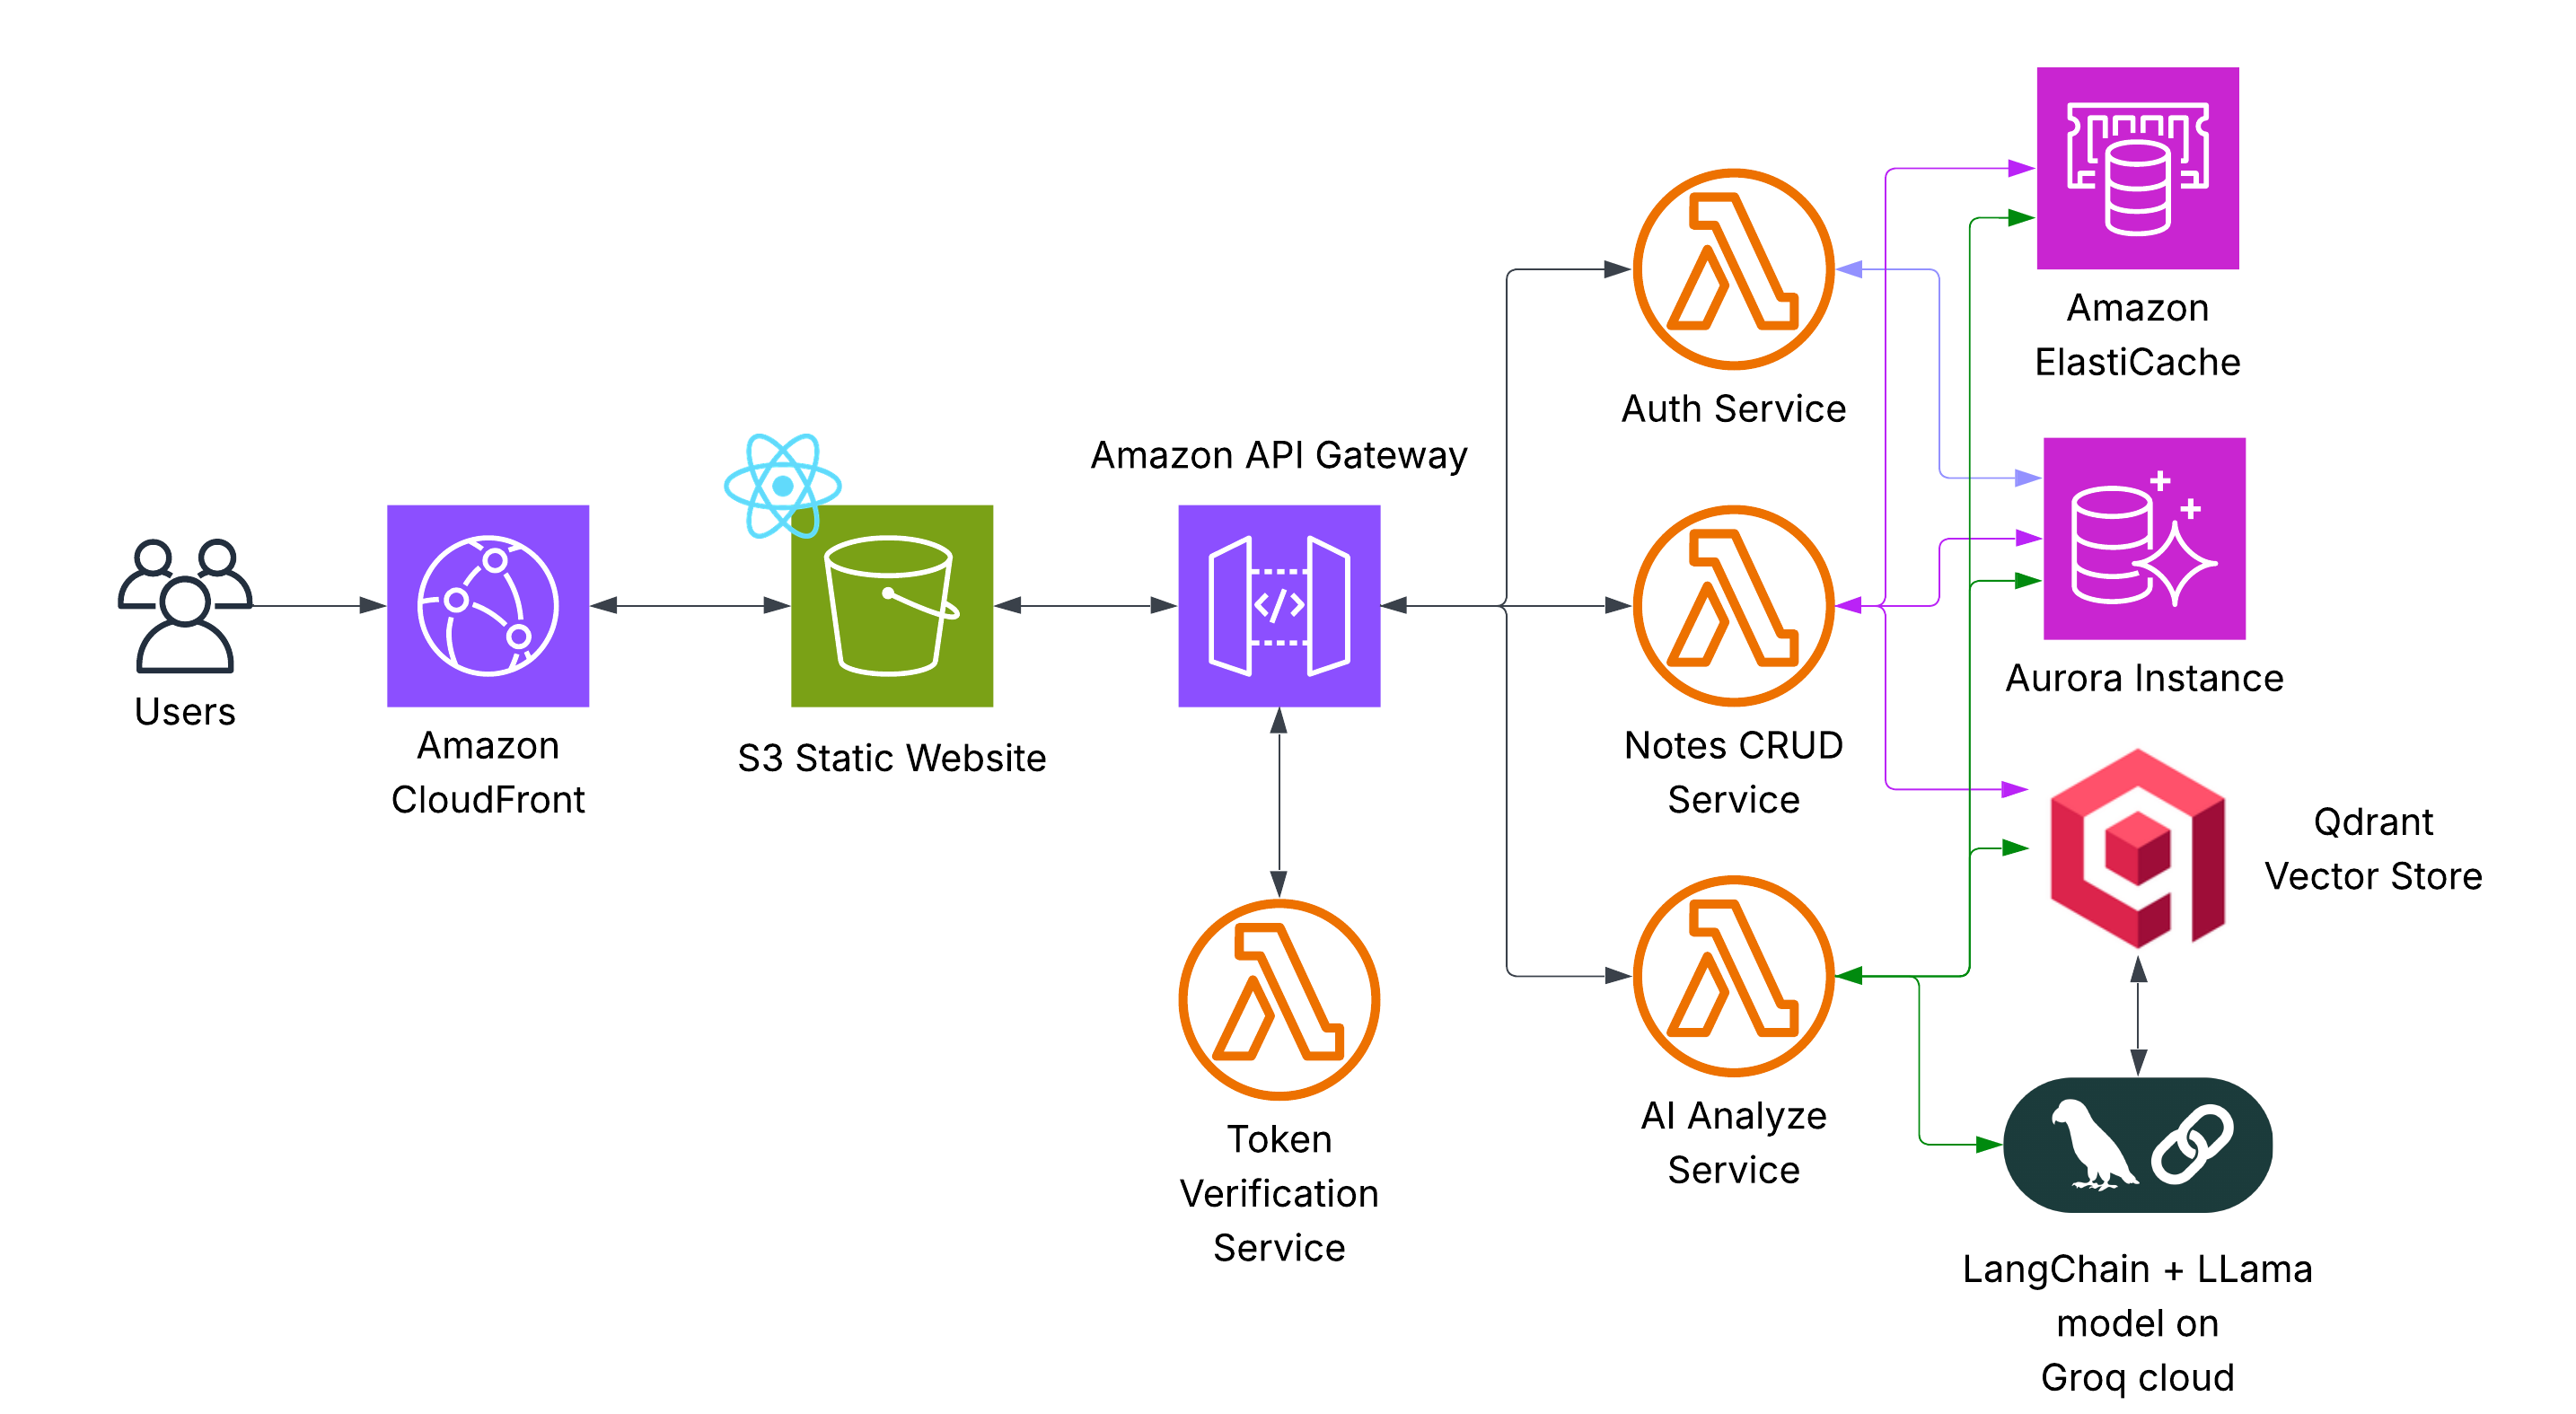 Users
Amazon
CloudFront
S3 Static Website
Amazon API Gateway
</>
Token
Verification
Service
Auth Service
Notes CRUD
Service
AI Analyze
Service
Amazon
ElastiCache
Aurora Instance
Qdrant
Vector Store
LangChain + LLama
model on
Groq cloud